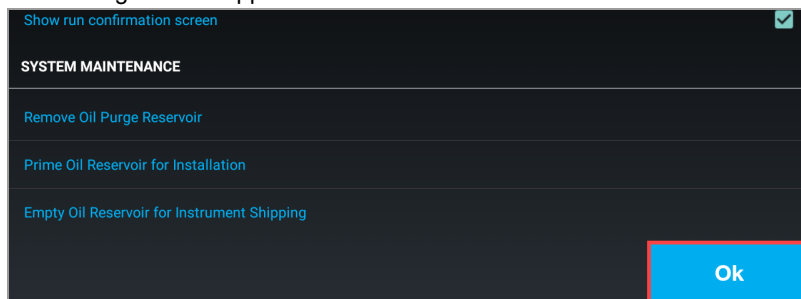 Show run confirmation screen
SYSTEM MAINTENANCE
Remove Oil Purge Reservoir
Prime Oil Reservoir for Installation
Empty Oil Reservoir for Instrument Shipping
Ok